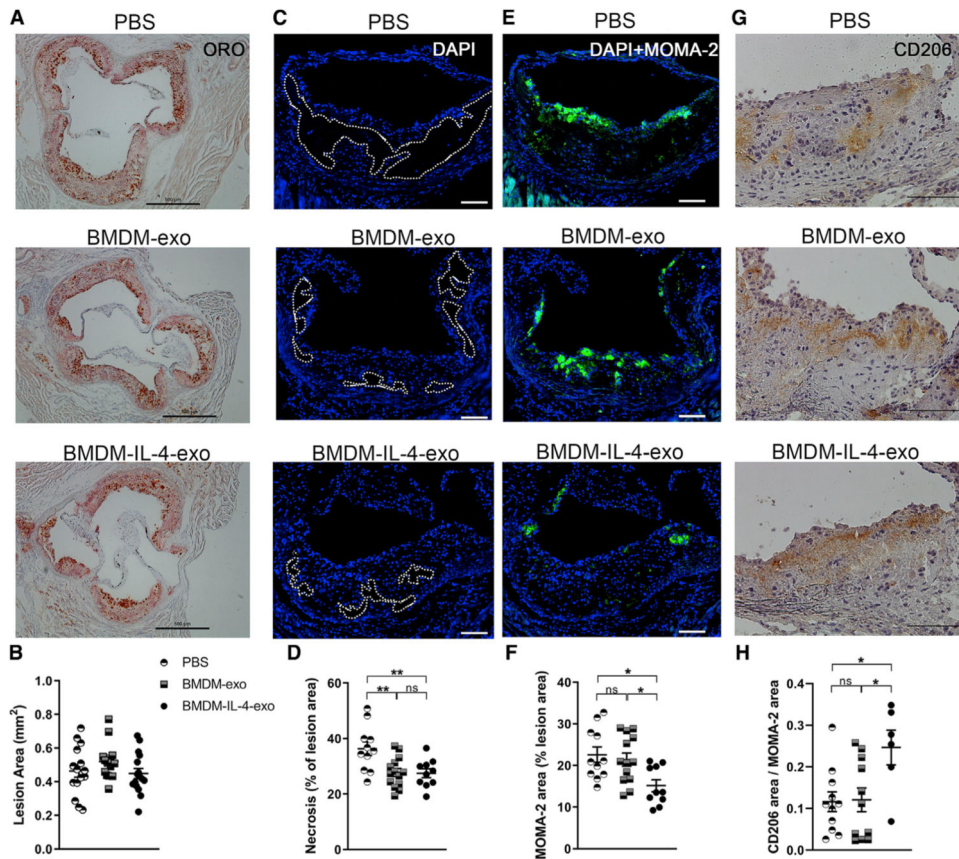 A C E G
PBS PBS PBS PBS
ORO DAPI DAPI+MOMA-2 CD206
BMDM-exo BMDM-exo BMDM-exo BMDM-exo
BMDM-IL-4-exo BMDM-IL-4-exo BMDM-IL-4-exo BMDM-IL-4-exo
B
PBS
BMDM-exo
BMDM-IL-4-exo
Lesion Area (mm²)
1.0
0.8
0.6
0.4
0.2
0.0
D
Necrosis (% of lesion area)
60
40
20
0
**
** ns
F
MOMA-2 area (% lesion area)
40
30
20
10
0
*
ns *
H
CD206 area / MOMA-2 area
0.4
0.3
0.2
0.1
0.0
*
ns *